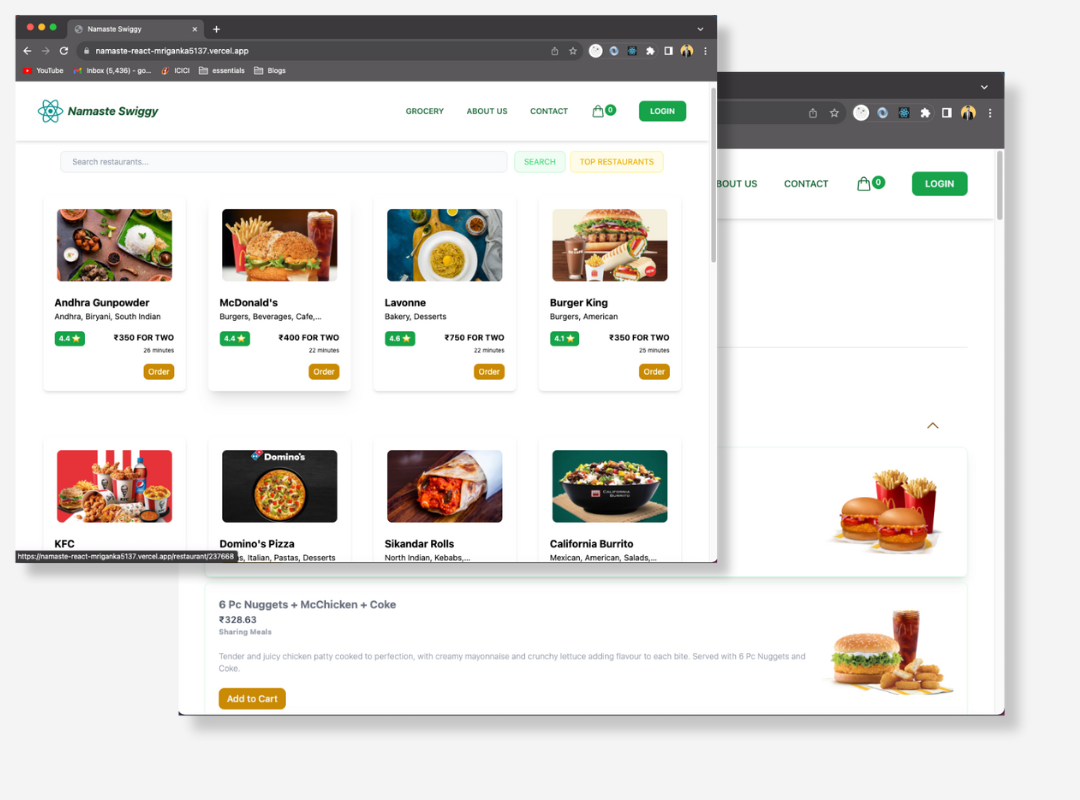 Namaste Swiggy
namaste-react-mriganka5137.vercel.app
YouTube
Inbox (5,436) - go...
ICICI
essentials
Blogs
Namaste Swiggy
GROCERY
ABOUT US
CONTACT
0
LOGIN
Search restaurants...
SEARCH
TOP RESTAURANTS
Andhra Gunpowder
Andhra, Biryani, South Indian
4.4
₹350 FOR TWO
26 minutes
Order
McDonald's
Burgers, Beverages, Cafe,...
4.4
₹400 FOR TWO
22 minutes
Order
Lavonne
Bakery, Desserts
4.6
₹750 FOR TWO
22 minutes
Order
Burger King
Burgers, American
4.1
₹350 FOR TWO
25 minutes
Order
KFC
Domino's
Domino's Pizza
s, Italian, Pastas, Desserts
Sikandar Rolls
North Indian, Kebabs,...
CALIFORNIA
BURRITO
California Burrito
Mexican, American, Salads,...
https://namaste-react-mriganka5137.vercel.app/restaurant/237668
BOUT US
CONTACT
0
LOGIN
6 Pc Nuggets + McChicken + Coke
₹328.63
Sharing Meals
Tender and juicy chicken patty cooked to perfection, with creamy mayonnaise and crunchy lettuce adding flavour to each bite. Served with 6 Pc Nuggets and
Coke.
Add to Cart